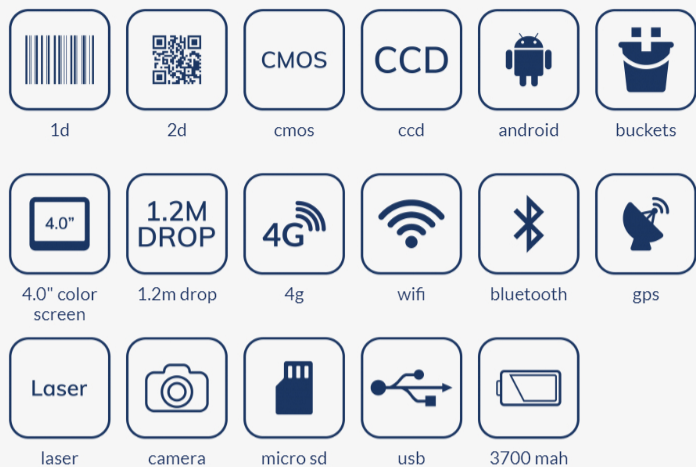 CMOS
CCD
1d
2d
cmos
ccd
android
buckets
4.0”
1.2M
DROP
4G
4.0" color
screen
1.2m drop
4g
wifi
bluetooth
gps
Laser
laser
camera
micro sd
usb
3700 mah